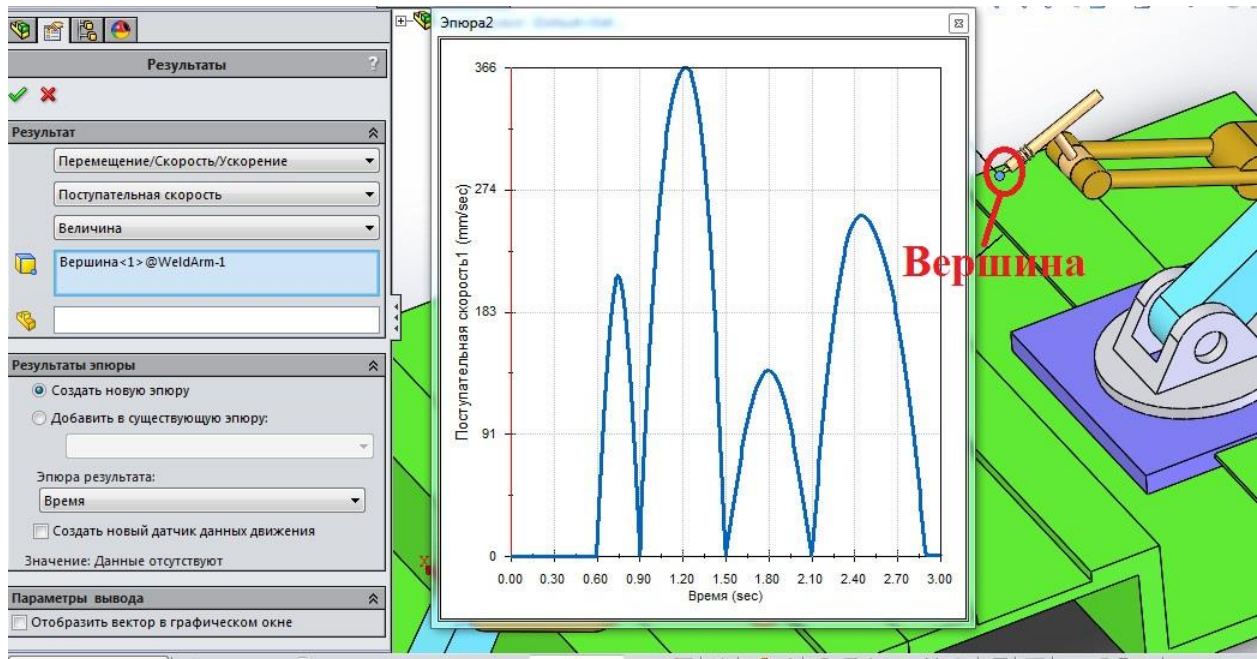 Результаты
?
Результат
Перемещение/Скорость/Ускорение
Поступательная скорость
Величина
Вершина<1>@WeldArm-1
Результаты эпюры
Создать новую эпюру
Добавить в существующую эпюру:
Эпюра результата:
Время
Создать новый датчик данных движения
Значение: Данные отсутствуют
Параметры вывода
Отобразить вектор в графическом окне
Эпюра2
366
274
183
91
0
Поступательная скорость1 (mm/sec)
0.00 0.30 0.60 0.90 1.20 1.50 1.80 2.10 2.40 2.70 3.00
Время (sec)
Вершина